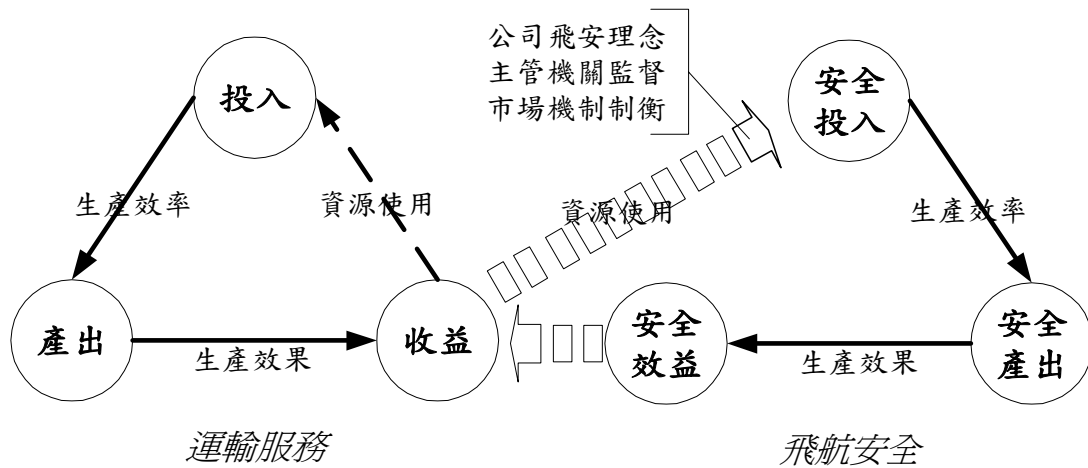 公司飛安理念
主管機關監督
市場機制制衡
投入
安全
投入
生產效率
資源使用
資源使用
生產效率
產出
收益
安全
效益
安全
產出
生產效果
生產效果
運輸服務
飛航安全